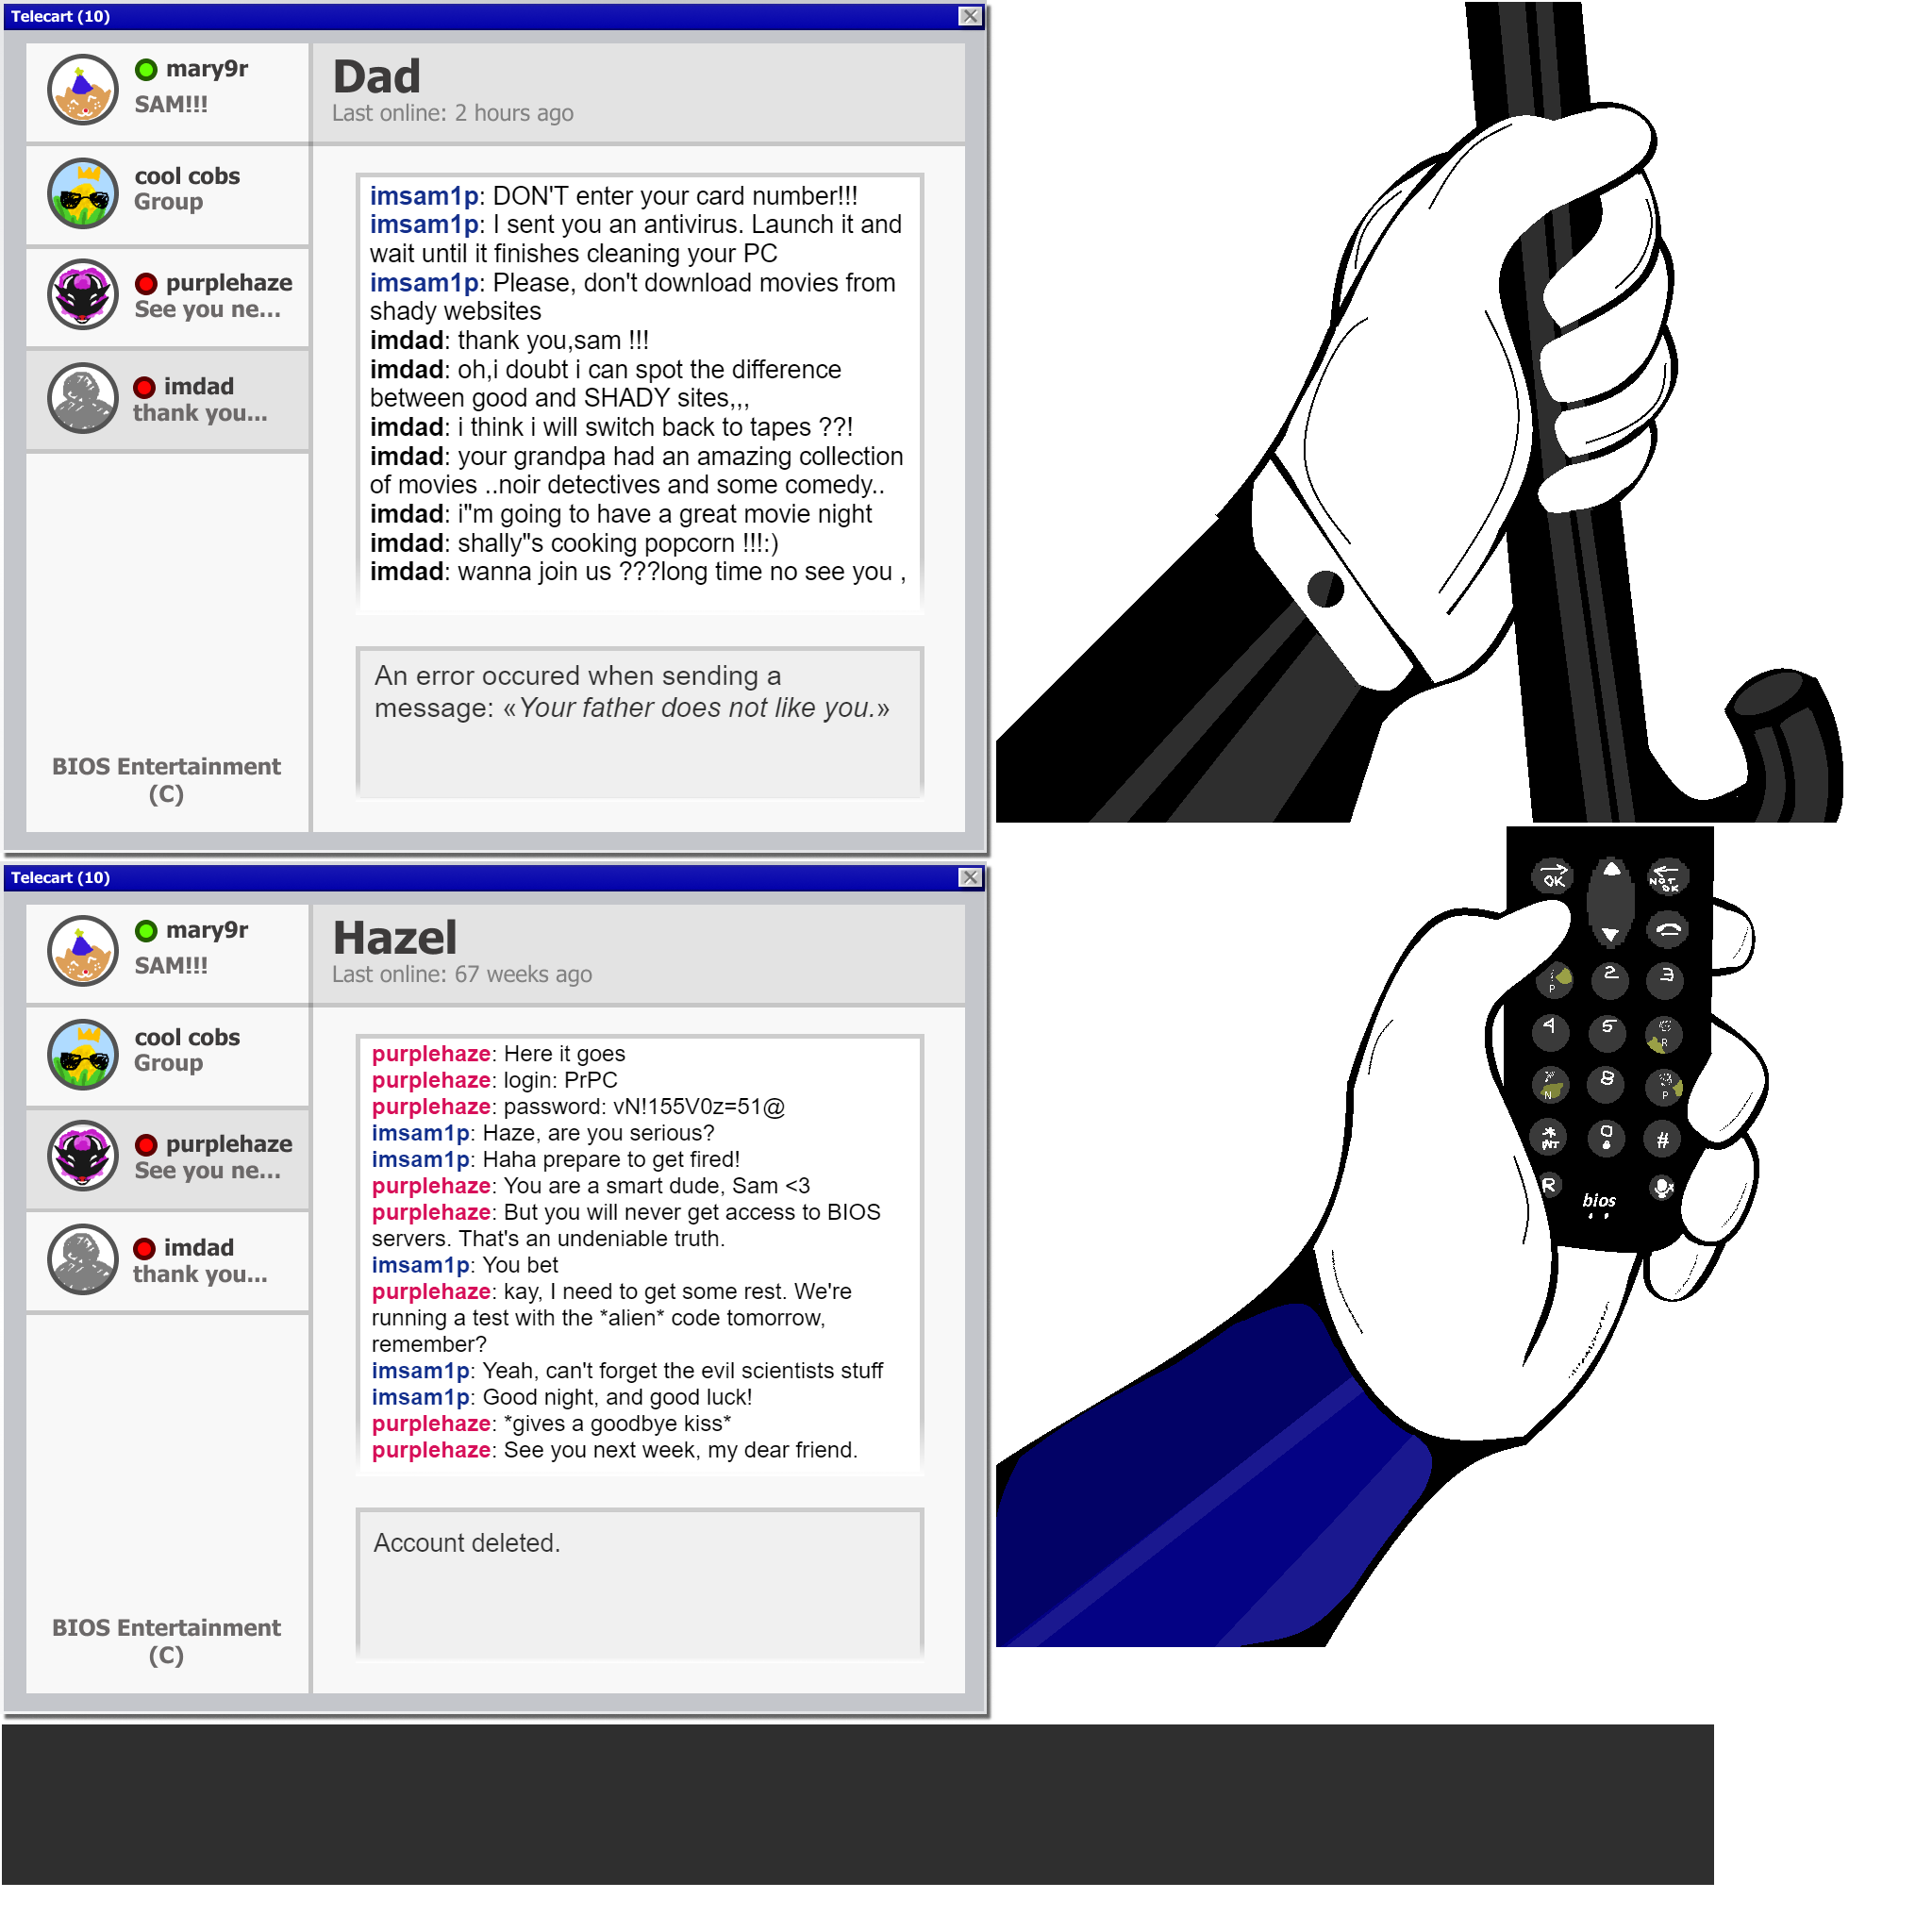 Telecart (10)
mary9r
SAM!!!
cool cobs
Group
purplehaze
See you ne...
imdad
thank you...
BIOS Entertainment
(C)
Dad
Last online: 2 hours ago
imsam1p: DON'T enter your card number!!!
imsam1p: I sent you an antivirus. Launch it and
wait until it finishes cleaning your PC
imsam1p: Please, don't download movies from
shady websites
imdad: thank you,sam !!!
imdad: oh,i doubt i can spot the difference
between good and SHADY sites,,,
imdad: i think i will switch back to tapes ??!
imdad: your grandpa had an amazing collection
of movies ..noir detectives and some comedy..
imdad: i"m going to have a great movie night
imdad: shally"s cooking popcorn !!!:)
imdad: wanna join us ???long time no see you ,
An error occured when sending a
message: «Your father does not like you.»
Telecart (10)
mary9r
SAM!!!
cool cobs
Group
purplehaze
See you ne...
imdad
thank you...
BIOS Entertainment
(C)
Hazel
Last online: 67 weeks ago
purplehaze: Here it goes
purplehaze: login: PrPC
purplehaze: password: vN!155V0z=51@
imsam1p: Haze, are you serious?
imsam1p: Haha prepare to get fired!
purplehaze: You are a smart dude, Sam <3
purplehaze: But you will never get access to BIOS
servers. That's an undeniable truth.
imsam1p: You bet
purplehaze: kay, I need to get some rest. We're
running a test with the *alien* code tomorrow,
remember?
imsam1p: Yeah, can't forget the evil scientists stuff
imsam1p: Good night, and good luck!
purplehaze: *gives a goodbye kiss*
purplehaze: See you next week, my dear friend.
Account deleted.
OK
NOT OK
P 2 3
4 5 R
N 8 P
* 0 #
R
bios